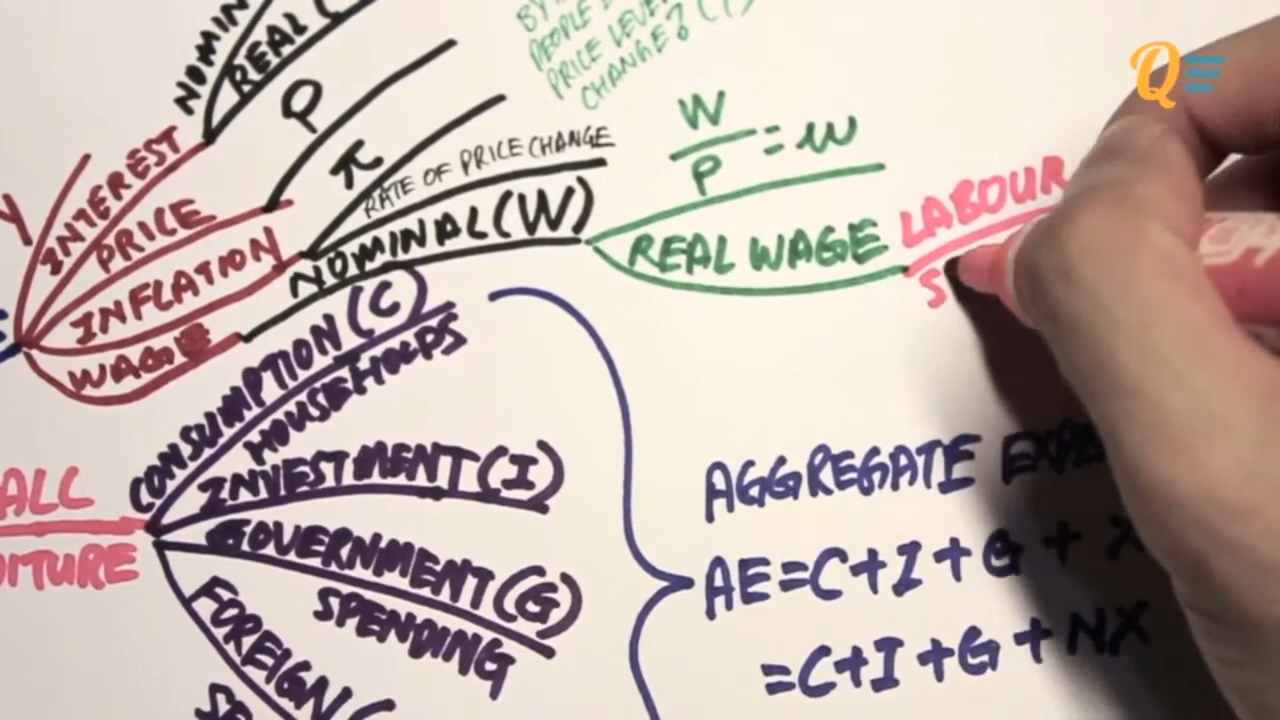 NOMIN
REAL (
BY
PEOPLE
PRICE LEVEL
CHANGE? (
P
π
RATE OF PRICE CHANGE
NOMINAL (W)
W
P
= w
REAL WAGE
LABOUR
S
Y
INTEREST
PRICE
INFLATION
WAGE
CONSUMPTION (C)
HOUSEHOLDS
INVESTMENT (I)
GOVERNMENT (G)
SPENDING
FOREIGN (
ALL
DITURE
AGGREGATE EXPE
AE = C + I + G + X
= C + I + G + NX
Q